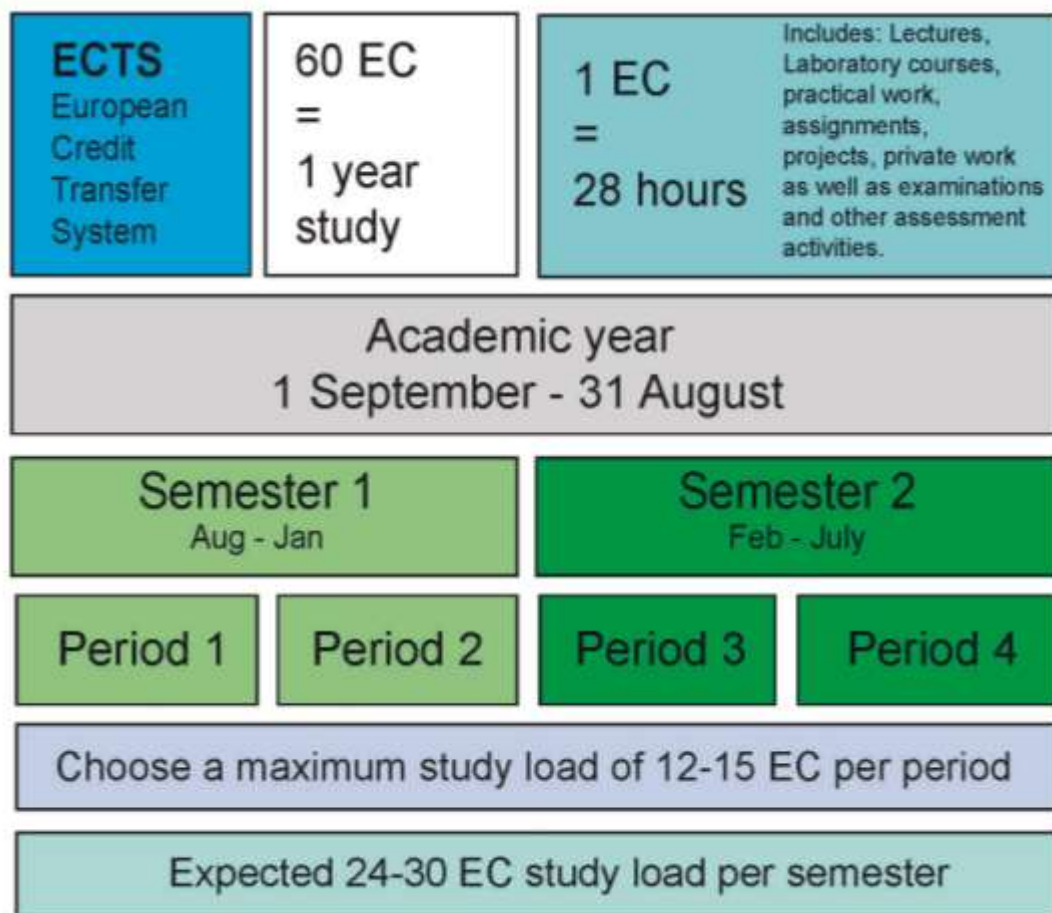 ECTS
European
Credit
Transfer
System
60 EC
=
1 year
study
1 EC
=
28 hours
Includes: Lectures,
Laboratory courses,
practical work,
assignments,
projects, private work
as well as examinations
and other assessment
activities.
Academic year
1 September - 31 August
Semester 1
Aug - Jan
Semester 2
Feb - July
Period 1
Period 2
Period 3
Period 4
Choose a maximum study load of 12-15 EC per period
Expected 24-30 EC study load per semester